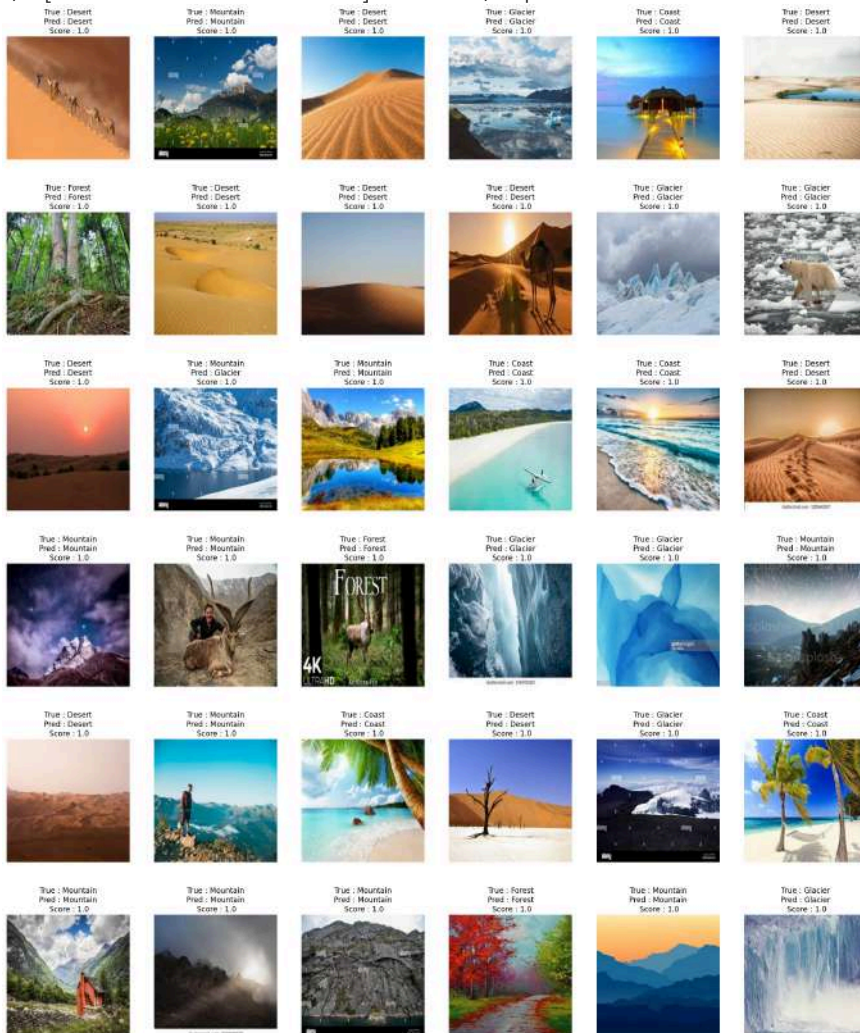 True : Desert
Pred : Desert
Score : 1.0
True : Mountain
Pred : Mountain
Score : 1.0
True : Desert
Pred : Desert
Score : 1.0
True : Glacier
Pred : Glacier
Score : 1.0
True : Coast
Pred : Coast
Score : 1.0
True : Desert
Pred : Desert
Score : 1.0
True : Forest
Pred : Forest
Score : 1.0
True : Desert
Pred : Desert
Score : 1.0
True : Desert
Pred : Desert
Score : 1.0
True : Desert
Pred : Desert
Score : 1.0
True : Glacier
Pred : Glacier
Score : 1.0
True : Glacier
Pred : Glacier
Score : 1.0
True : Desert
Pred : Desert
Score : 1.0
True : Mountain
Pred : Glacier
Score : 1.0
True : Mountain
Pred : Mountain
Score : 1.0
True : Coast
Pred : Coast
Score : 1.0
True : Coast
Pred : Coast
Score : 1.0
True : Desert
Pred : Desert
Score : 1.0
True : Mountain
Pred : Mountain
Score : 1.0
True : Mountain
Pred : Mountain
Score : 1.0
True : Forest
Pred : Forest
Score : 1.0
FOREST
4K
ULTRAHD
True : Glacier
Pred : Glacier
Score : 1.0
True : Glacier
Pred : Glacier
Score : 1.0
True : Mountain
Pred : Mountain
Score : 1.0
True : Desert
Pred : Desert
Score : 1.0
True : Mountain
Pred : Mountain
Score : 1.0
True : Coast
Pred : Coast
Score : 1.0
True : Desert
Pred : Desert
Score : 1.0
True : Glacier
Pred : Glacier
Score : 1.0
True : Coast
Pred : Coast
Score : 1.0
True : Mountain
Pred : Mountain
Score : 1.0
True : Mountain
Pred : Mountain
Score : 1.0
True : Mountain
Pred : Mountain
Score : 1.0
True : Forest
Pred : Forest
Score : 1.0
True : Mountain
Pred : Mountain
Score : 1.0
True : Glacier
Pred : Glacier
Score : 1.0